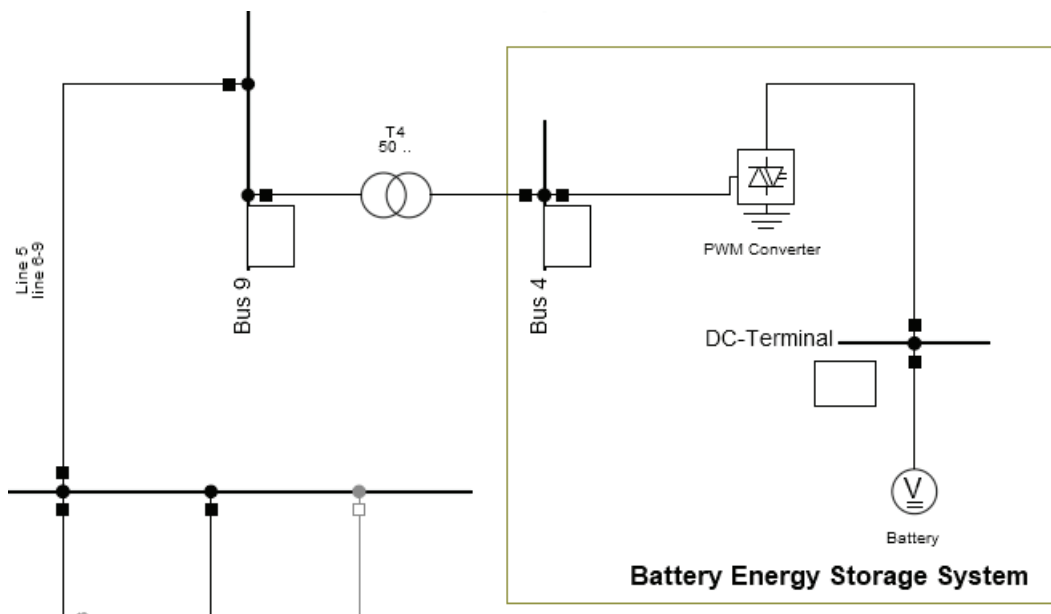 T4
50 ..
Line 5
line 6-9
Bus 9
Bus 4
PWM Converter
DC-Terminal
V
Battery
Battery Energy Storage System